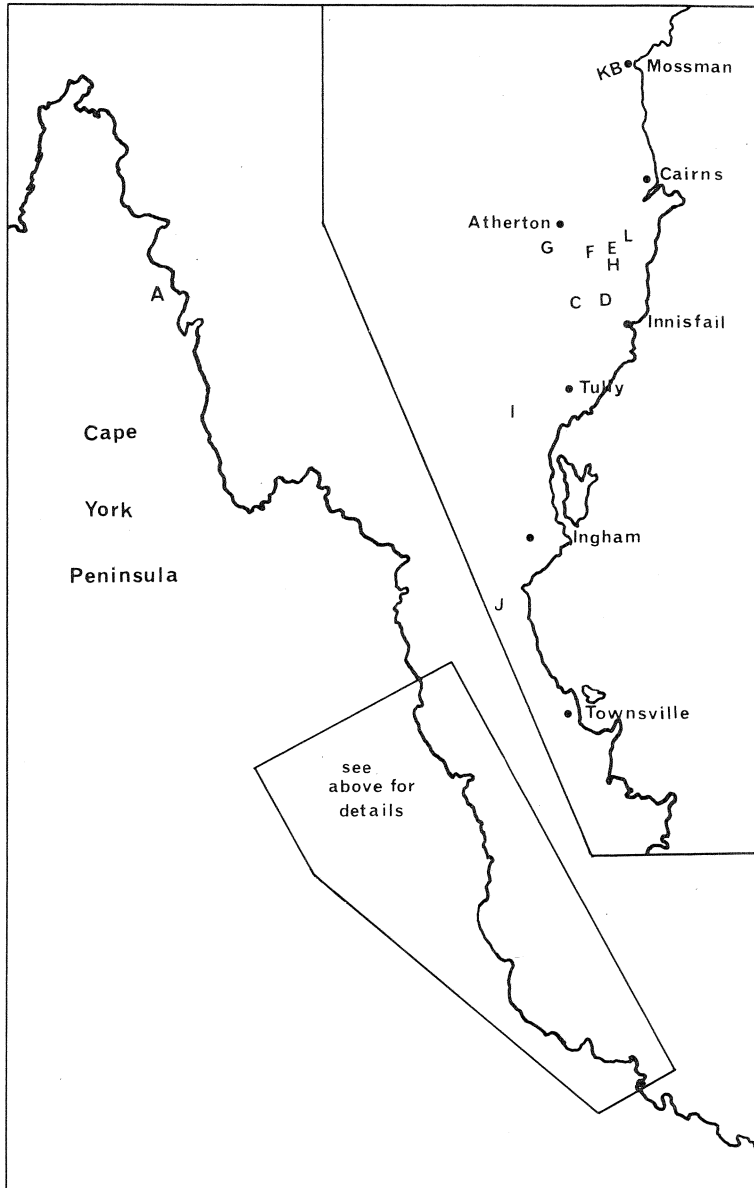 KB Mossman
Cairns
Atherton
G F E L
H
A
C D
Innisfail
Tully
I
Cape
York
Peninsula
Ingham
J
Townsville
see
above for
details